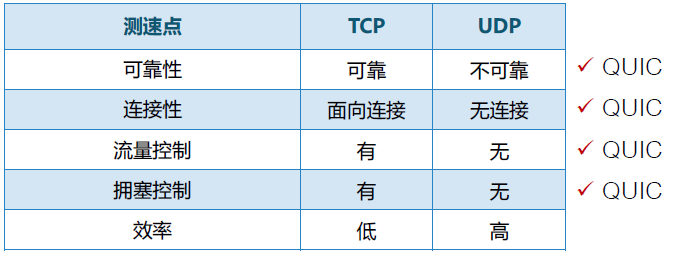 测速点 TCP UDP
可靠性 可靠 不可靠 ✓ QUIC
连接性 面向连接 无连接 ✓ QUIC
流量控制 有 无 ✓ QUIC
拥塞控制 有 无 ✓ QUIC
效率 低 高